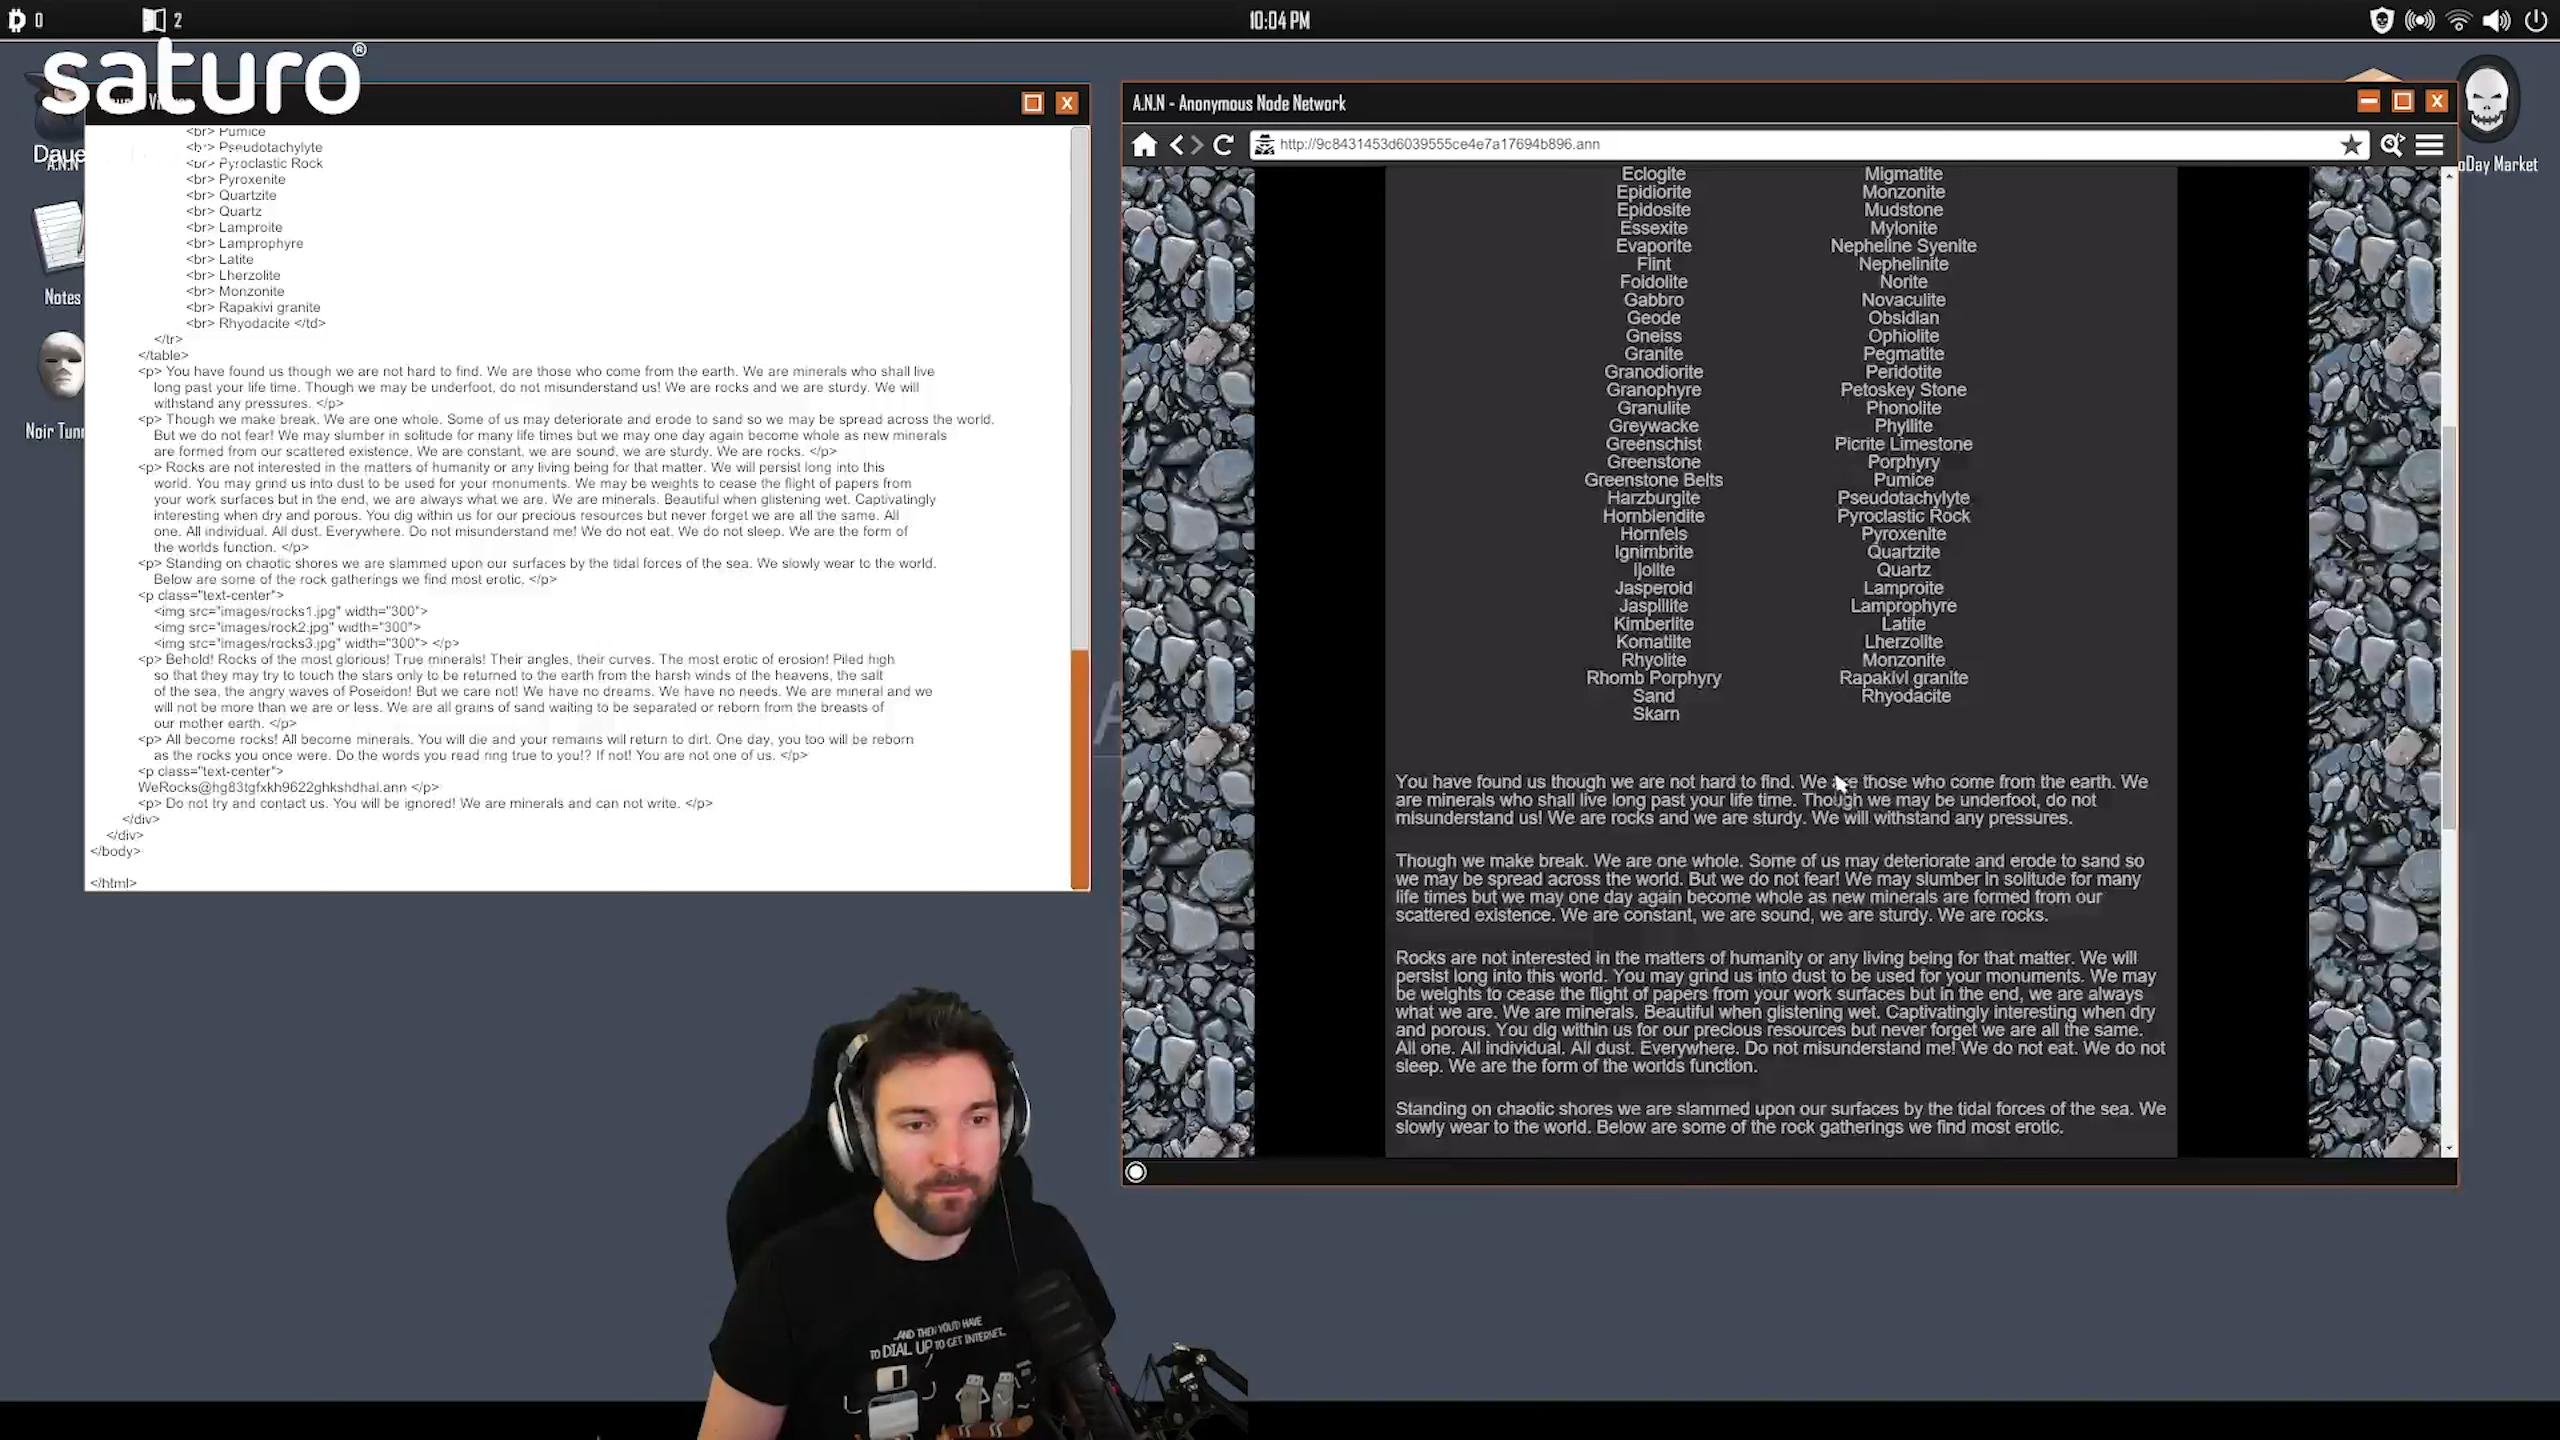 0
2
10:04 PM
saturo®
A.N.N
Notes
oDay Market
<br> Pumice
<br> Pseudotachylyte
<br> Pyroclastic Rock
<br> Pyroxenite
<br> Quartzite
<br> Quartz
<br> Lamproite
<br> Lamprophyre
<br> Latite
<br> Lherzolite
<br> Monzonite
<br> Rapakivi granite
<br> Rhyodacite </td>
</tr>
</table>
<p> You have found us though we are not hard to find. We are those who come from the earth. We are minerals who shall live
long past your life time. Though we may be underfoot, do not misunderstand us! We are rocks and we are sturdy. We will
withstand any pressures. </p>
<p> Though we make break. We are one whole. Some of us may deteriorate and erode to sand so we may be spread across the world.
But we do not fear! We may slumber in solitude for many life times but we may one day again become whole as new minerals
are formed from our scattered existence. We are constant, we are sound, we are sturdy. We are rocks. </p>
<p> Rocks are not interested in the matters of humanity or any living being for that matter. We will persist long into this
world. You may grind us into dust to be used for your monuments. We may be weights to cease the flight of papers from
your work surfaces but in the end, we are always what we are. We are minerals. Beautiful when glistening wet. Captivatingly
interesting when dry and porous. You dig within us for our precious resources but never forget we are all the same. All
one. All individual. All dust. Everywhere. Do not misunderstand me! We do not eat. We do not sleep. We are the form of
the worlds function. </p>
<p> Standing on chaotic shores we are slammed upon our surfaces by the tidal forces of the sea. We slowly wear to the world.
Below are some of the rock gatherings we find most erotic. </p>
<p class="text-center">
<img src="images/rocks1.jpg" width="300">
<img src="images/rock2.jpg" width="300">
<img src="images/rocks3.jpg" width="300"> </p>
<p> Behold! Rocks of the most glorious! True minerals! Their angles, their curves. The most erotic of erosion! Piled high
so that they may try to touch the stars only to be returned to the earth from the harsh winds of the heavens, the salt
of the sea, the angry waves of Poseidon! But we care not! We have no dreams. We have no needs. We are mineral and we
will not be more than we are or less. We are all grains of sand waiting to be separated or reborn from the breasts of
our mother earth. </p>
<p> All become rocks! All become minerals. You will die and your remains will return to dirt. One day, you too will be reborn
as the rocks you once were. Do the words you read ring true to you!? If not! You are not one of us. </p>
<p class="text-center">
WeRocks@hg83tgfxkh9622ghkshdhal.ann </p>
<p> Do not try and contact us. You will be ignored! We are minerals and can not write. </p>
</div>
</div>
</body>
</html>
A.N.N - Anonymous Node Network
http://9c8431453d6039555ce4e7a17694b896.ann
Eclogite
Epidiorite
Epidosite
Essexite
Evaporite
Flint
Foidolite
Gabbro
Geode
Gneiss
Granite
Granodiorite
Granophyre
Granulite
Greywacke
Greenschist
Greenstone
Greenstone Belts
Harzburgite
Hornblendite
Hornfels
Ignimbrite
Ijolite
Jasperoid
Jaspillite
Kimberlite
Komatiite
Rhyolite
Rhomb Porphyry
Sand
Skarn
Migmatite
Monzonite
Mudstone
Mylonite
Nepheline Syenite
Nephelinite
Norite
Novaculite
Obsidian
Ophiolite
Pegmatite
Peridotite
Petoskey Stone
Phonolite
Phyllite
Picrite Limestone
Porphyry
Pumice
Pseudotachylyte
Pyroclastic Rock
Pyroxenite
Quartzite
Quartz
Lamproite
Lamprophyre
Latite
Lherzolite
Monzonite
Rapakivi granite
Rhyodacite
You have found us though we are not hard to find. We are those who come from the earth. We
are minerals who shall live long past your life time. Though we may be underfoot, do not
misunderstand us! We are rocks and we are sturdy. We will withstand any pressures.
Though we make break. We are one whole. Some of us may deteriorate and erode to sand so
we may be spread across the world. But we do not fear! We may slumber in solitude for many
life times but we may one day again become whole as new minerals are formed from our
scattered existence. We are constant, we are sound, we are sturdy. We are rocks.
Rocks are not interested in the matters of humanity or any living being for that matter. We will
persist long into this world. You may grind us into dust to be used for your monuments. We may
be weights to cease the flight of papers from your work surfaces but in the end, we are always
what we are. We are minerals. Beautiful when glistening wet. Captivatingly interesting when dry
and porous. You dig within us for our precious resources but never forget we are all the same.
All one. All individual. All dust. Everywhere. Do not misunderstand me! We do not eat. We do not
sleep. We are the form of the worlds function.
Standing on chaotic shores we are slammed upon our surfaces by the tidal forces of the sea. We
slowly wear to the world. Below are some of the rock gatherings we find most erotic.
Noir
...AND THEN YOU'D HAVE
TO DIAL UP TO GET INTERNET.